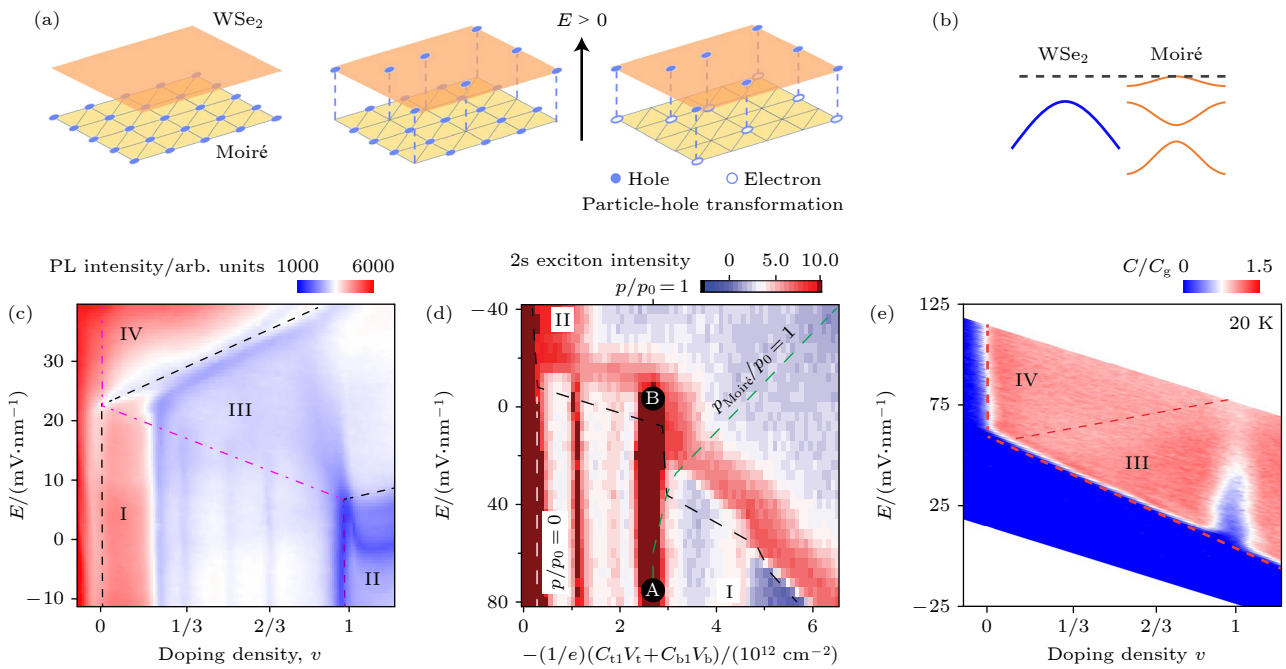 (a)
WSe₂
E > 0
Moiré
Hole
Electron
Particle-hole transformation
(b)
WSe₂
Moiré
PL intensity/arb. units
1000
6000
(c)
IV
III
I
II
E/(mV·nm⁻¹)
30
20
10
0
−10
0
1/3
2/3
1
Doping density, v
2s exciton intensity
0
5.0
10.0
p/p₀ = 1
(d)
II
B
A
I
p/p₀ = 0
p_Moiré/p₀ = 1
E/(mV·nm⁻¹)
−40
0
40
80
0
2
4
6
−(1/e)(C_t1V_t+C_b1V_b)/(10¹² cm⁻²)
C/C_g
0
1.5
(e)
20 K
IV
III
E/(mV·nm⁻¹)
125
75
25
−25
0
1/3
2/3
1
Doping density v